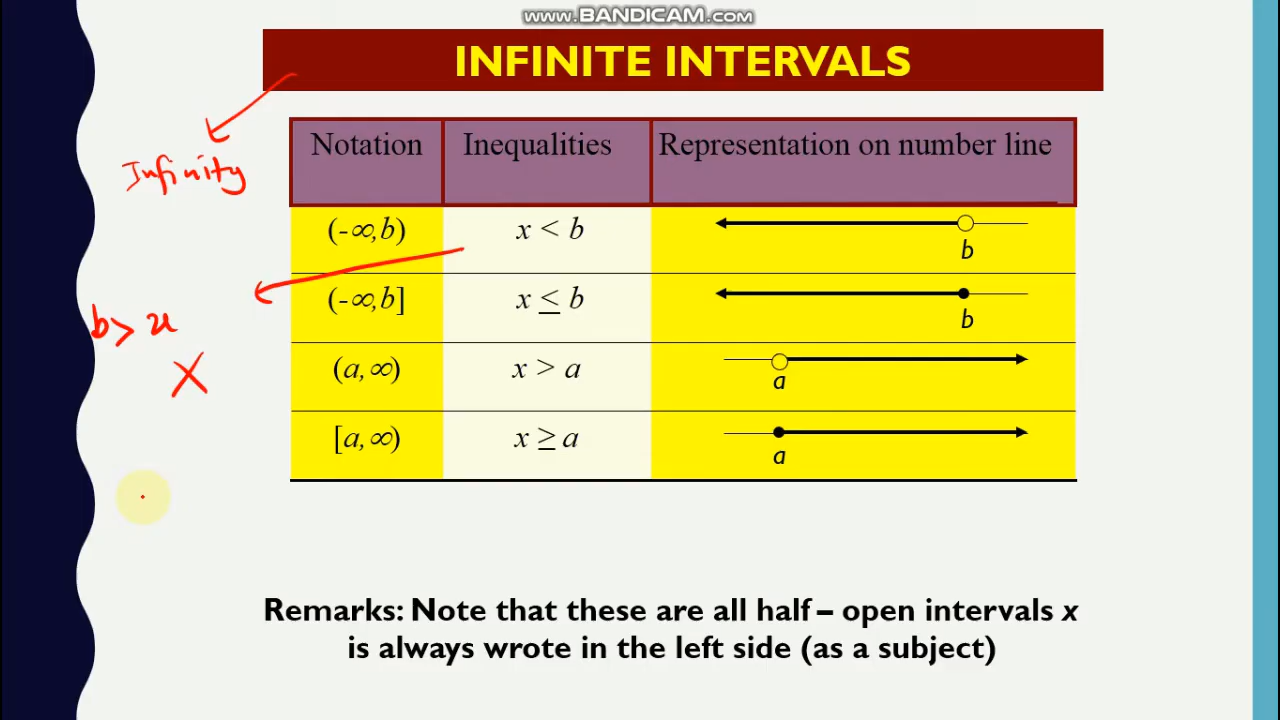 www.BANDICAM.com
INFINITE INTERVALS
Infinity
Notation Inequalities Representation on number line
(-∞,b) x < b b
(-∞,b] x ≤ b b
b > x
X
(a,∞) x > a a
[a,∞) x ≥ a a
Remarks: Note that these are all half – open intervals x
is always wrote in the left side (as a subject)